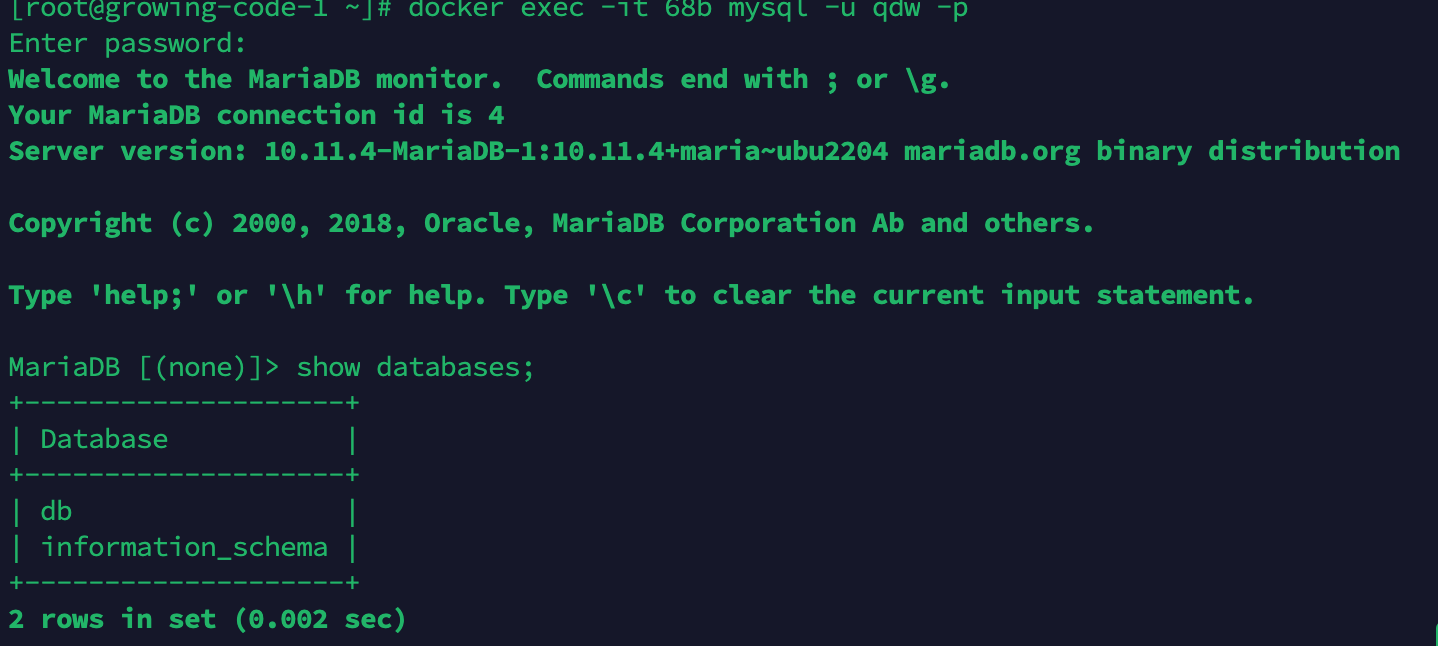 [root@growing-code-1 ~]# docker exec -it 68b mysql -u qdw -p
Enter password:
Welcome to the MariaDB monitor.  Commands end with ; or \g.
Your MariaDB connection id is 4
Server version: 10.11.4-MariaDB-1:10.11.4+maria~ubu2204 mariadb.org binary distribution
Copyright (c) 2000, 2018, Oracle, MariaDB Corporation Ab and others.
Type 'help;' or '\h' for help. Type '\c' to clear the current input statement.
MariaDB [(none)]> show databases;
+--------------------+
| Database           |
+--------------------+
| db                 |
| information_schema |
+--------------------+
2 rows in set (0.002 sec)